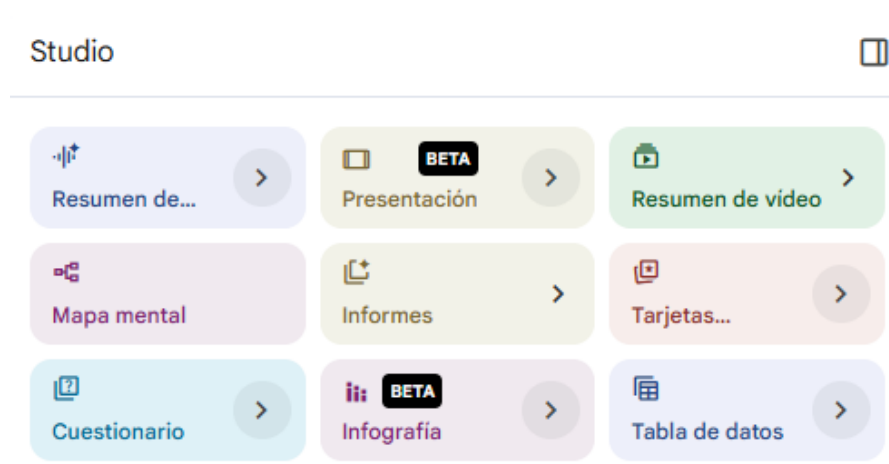 Studio
Resumen de...
BETA
Presentación
Resumen de vídeo
Mapa mental
Informes
Tarjetas...
Cuestionario
BETA
Infografía
Tabla de datos